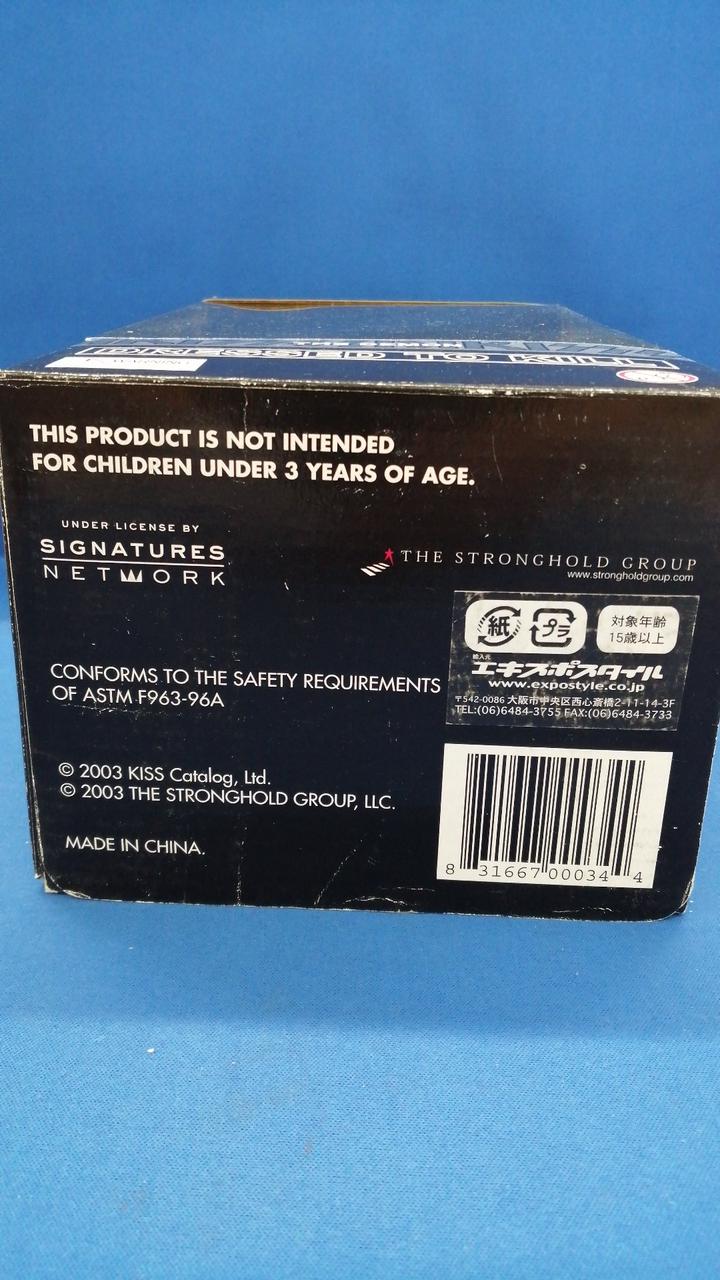 DRESSED TO KILL
WARNING
THIS PRODUCT IS NOT INTENDED
FOR CHILDREN UNDER 3 YEARS OF AGE.
UNDER LICENSE BY
SIGNATURES
NETWORK
THE STRONGHOLD GROUP
www.strongholdgroup.com
紙
プラ
対象年齢
15歳以上
輸入元
エキスポスタイル
www.expostyle.co.jp
〒542-0086 大阪市中央区西心斎橋2-11-14-3F
TEL:(06)6484-3755 FAX:(06)6484-3733
CONFORMS TO THE SAFETY REQUIREMENTS
OF ASTM F963-96A
© 2003 KISS Catalog, Ltd.
© 2003 THE STRONGHOLD GROUP, LLC.
MADE IN CHINA.
8 31667 00034 4